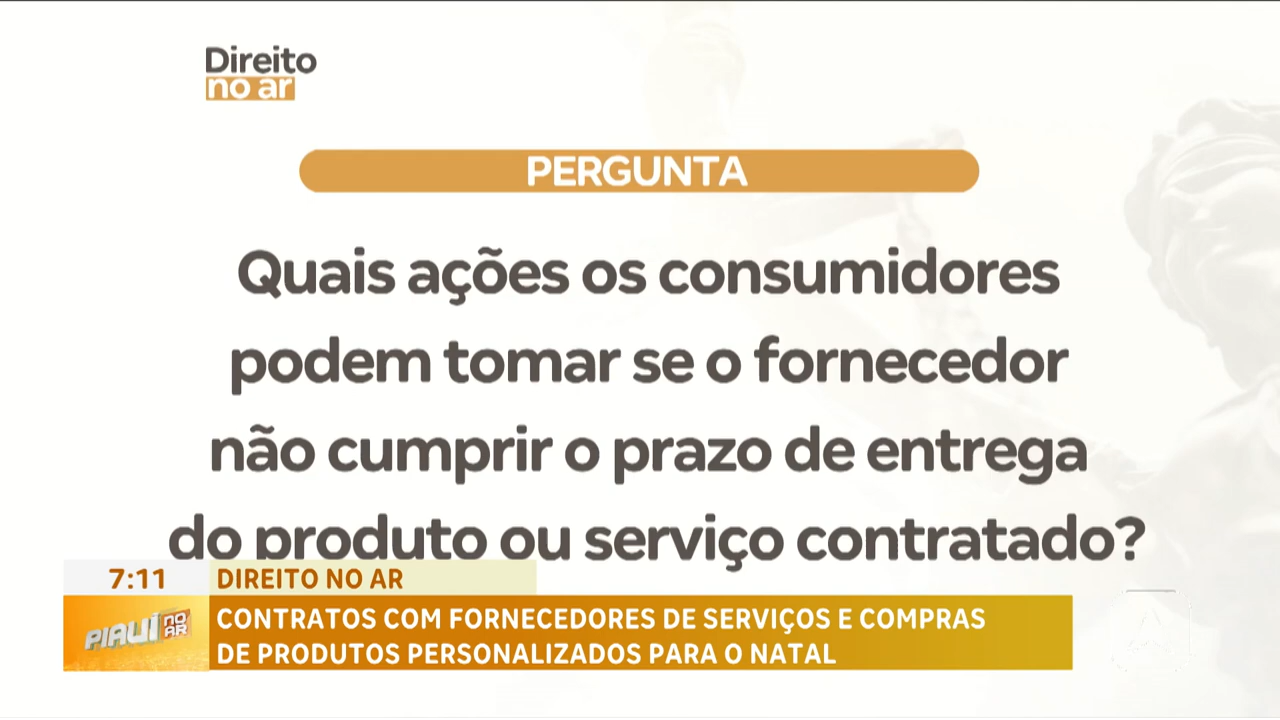 Direito
no ar
PERGUNTA
Quais ações os consumidores
podem tomar se o fornecedor
não cumprir o prazo de entrega
do produto ou serviço contratado?
7:11
DIREITO NO AR
PIAUÍ NO AR
CONTRATOS COM FORNECEDORES DE SERVIÇOS E COMPRAS
DE PRODUTOS PERSONALIZADOS PARA O NATAL